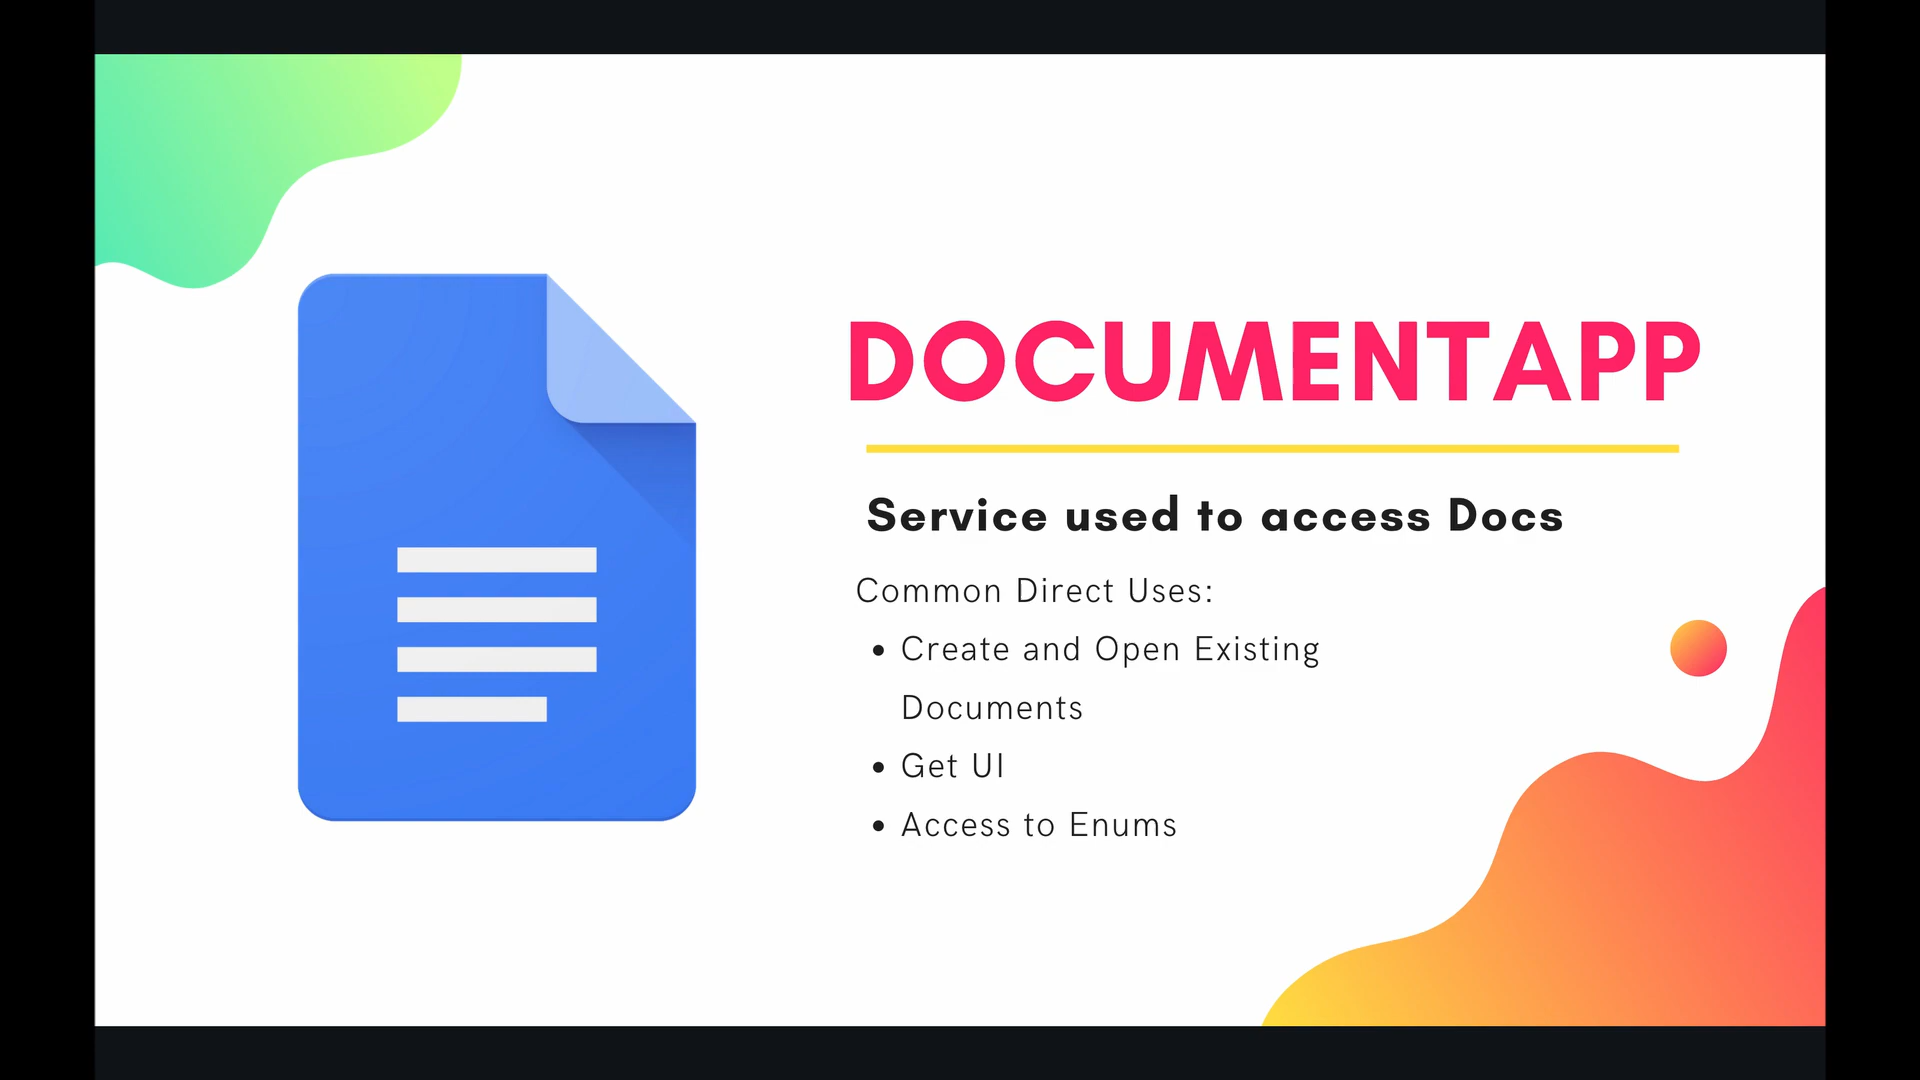 DOCUMENTAPP
Service used to access Docs
Common Direct Uses:
• Create and Open Existing
Documents
• Get UI
• Access to Enums